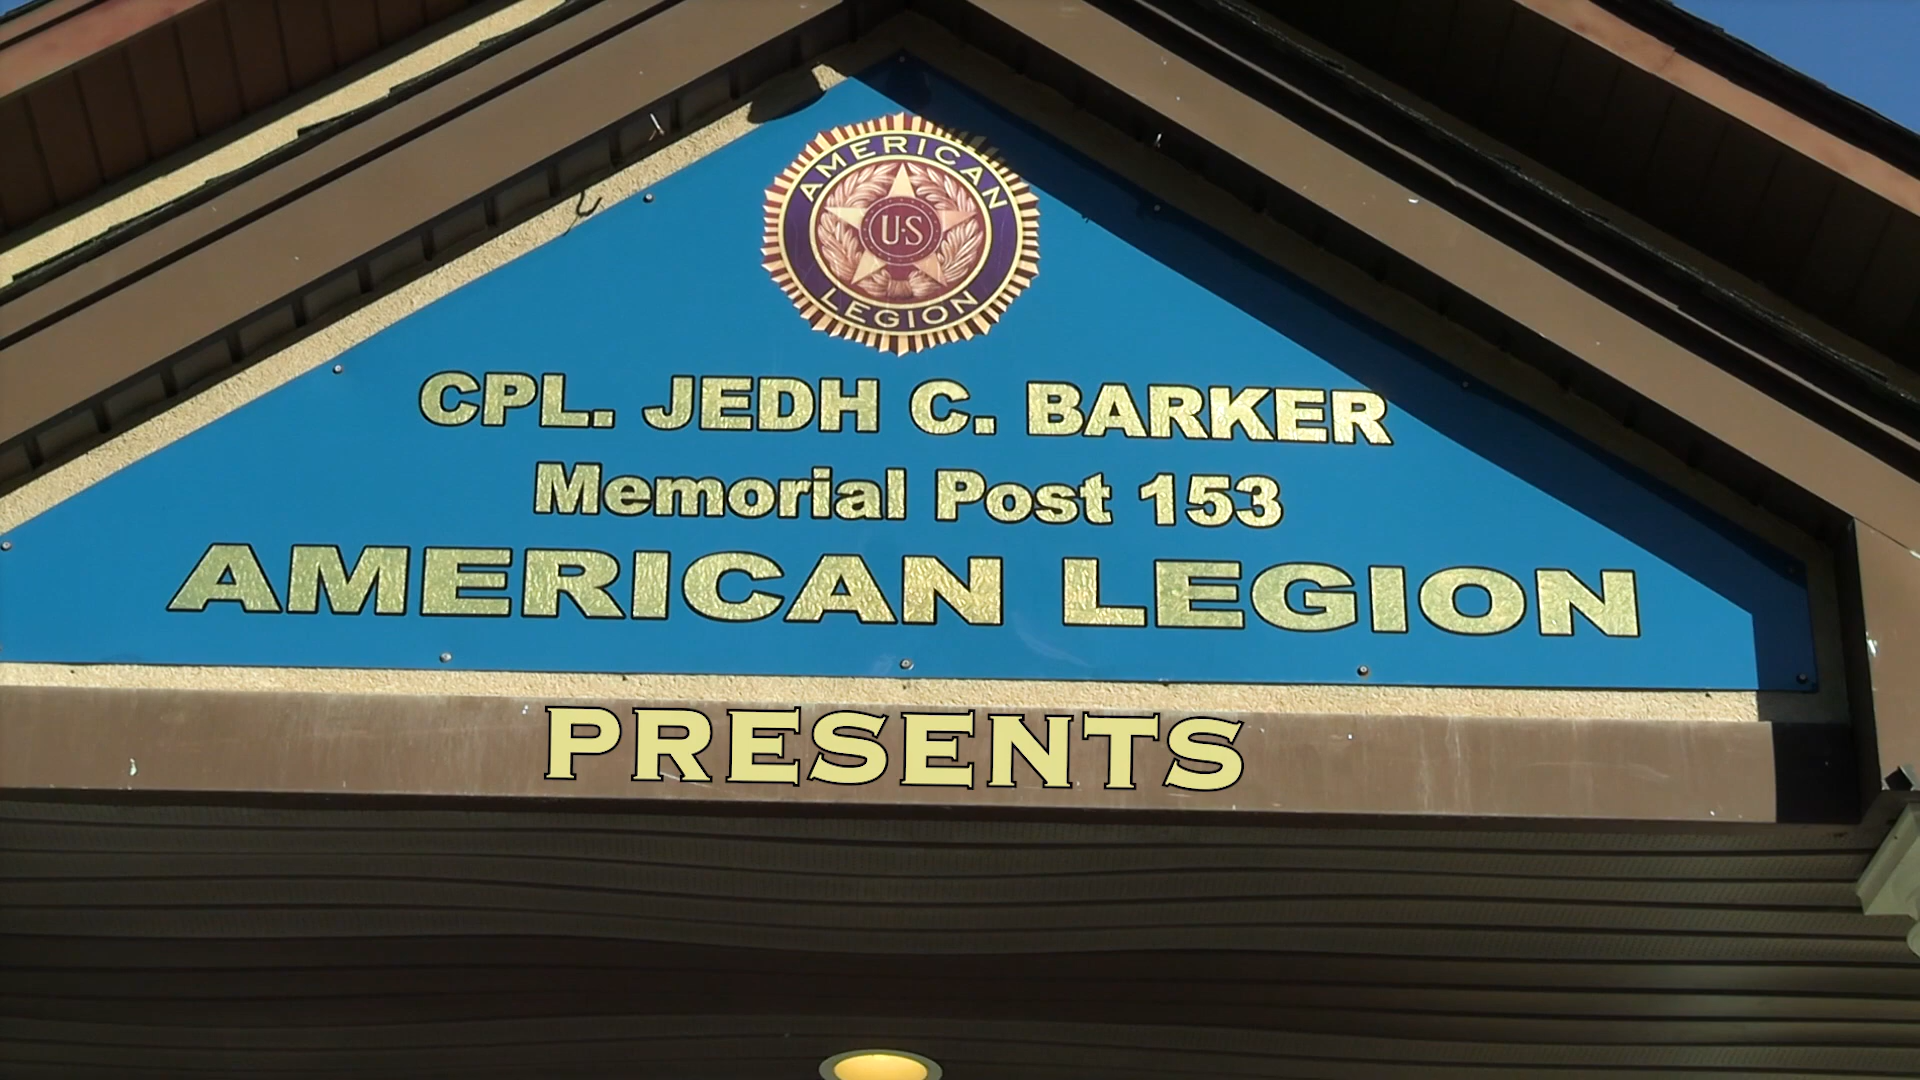 AMERICAN
U·S
LEGION
CPL. JEDH C. BARKER
Memorial Post 153
AMERICAN LEGION
PRESENTS